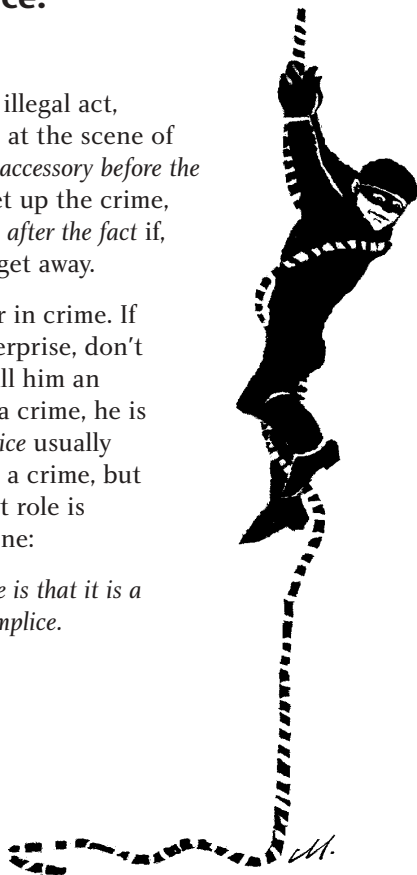 ce?
illegal act,
at the scene of
accessory before the
et up the crime,
after the fact if,
get away.
r in crime. If
erprise, don't
ll him an
a crime, he is
ice usually
a crime, but
t role is
ne:
e is that it is a
mplice.
M.